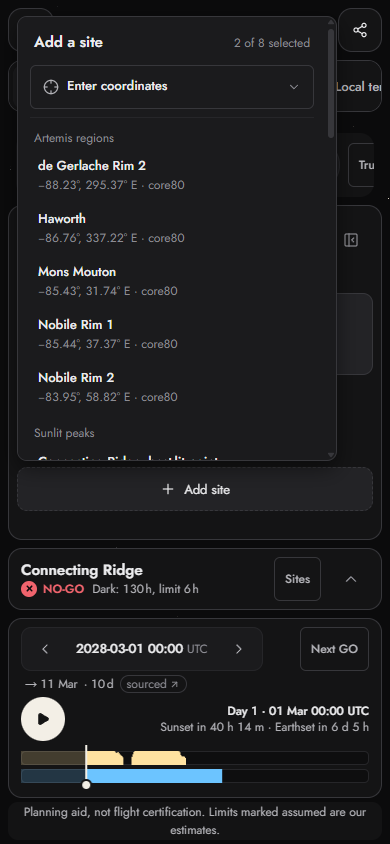 Add a site
2 of 8 selected
Enter coordinates
Local
Artemis regions
de Gerlache Rim 2
−88.23°, 295.37° E · core80
Haworth
−86.76°, 337.22° E · core80
Mons Mouton
−85.43°, 31.74° E · core80
Nobile Rim 1
−85.44°, 37.37° E · core80
Nobile Rim 2
−83.95°, 58.82° E · core80
Sunlit peaks
+ Add site
Connecting Ridge
NO-GO Dark: 130 h, limit 6 h
Sites
2028-03-01 00:00 UTC
Next GO
→ 11 Mar · 10 d sourced ↗
Day 1 · 01 Mar 00:00 UTC
Sunset in 40 h 14 m · Earthset in 6 d 5 h
Planning aid, not flight certification. Limits marked assumed are our
estimates.